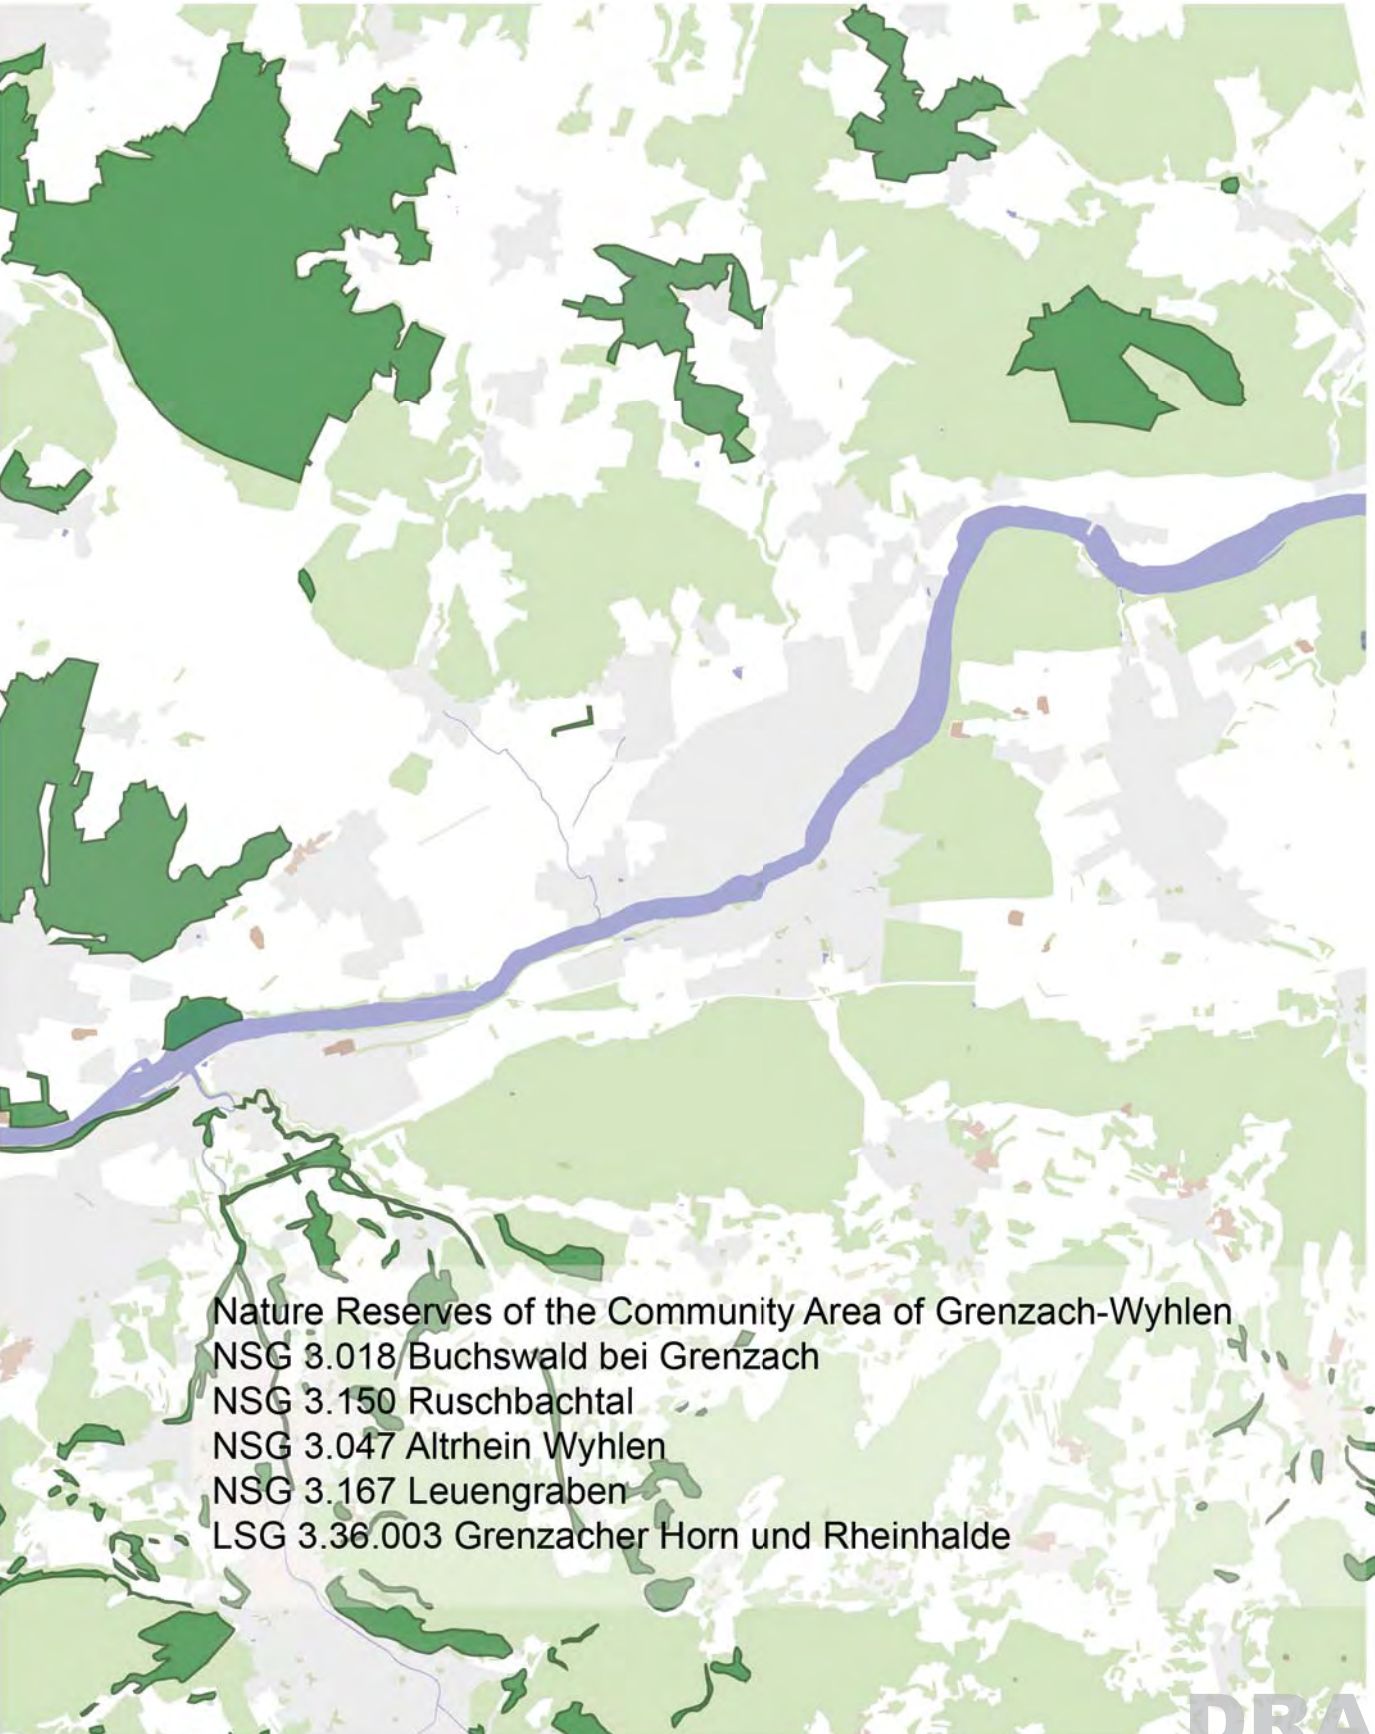 Nature Reserves of the Community Area of Grenzach-Wyhlen
NSG 3.018 Buchswald bei Grenzach
NSG 3.150 Ruschbachtal
NSG 3.047 Altrhein Wyhlen
NSG 3.167 Leuengraben
LSG 3.36.003 Grenzacher Horn und Rheinhalde
DRA